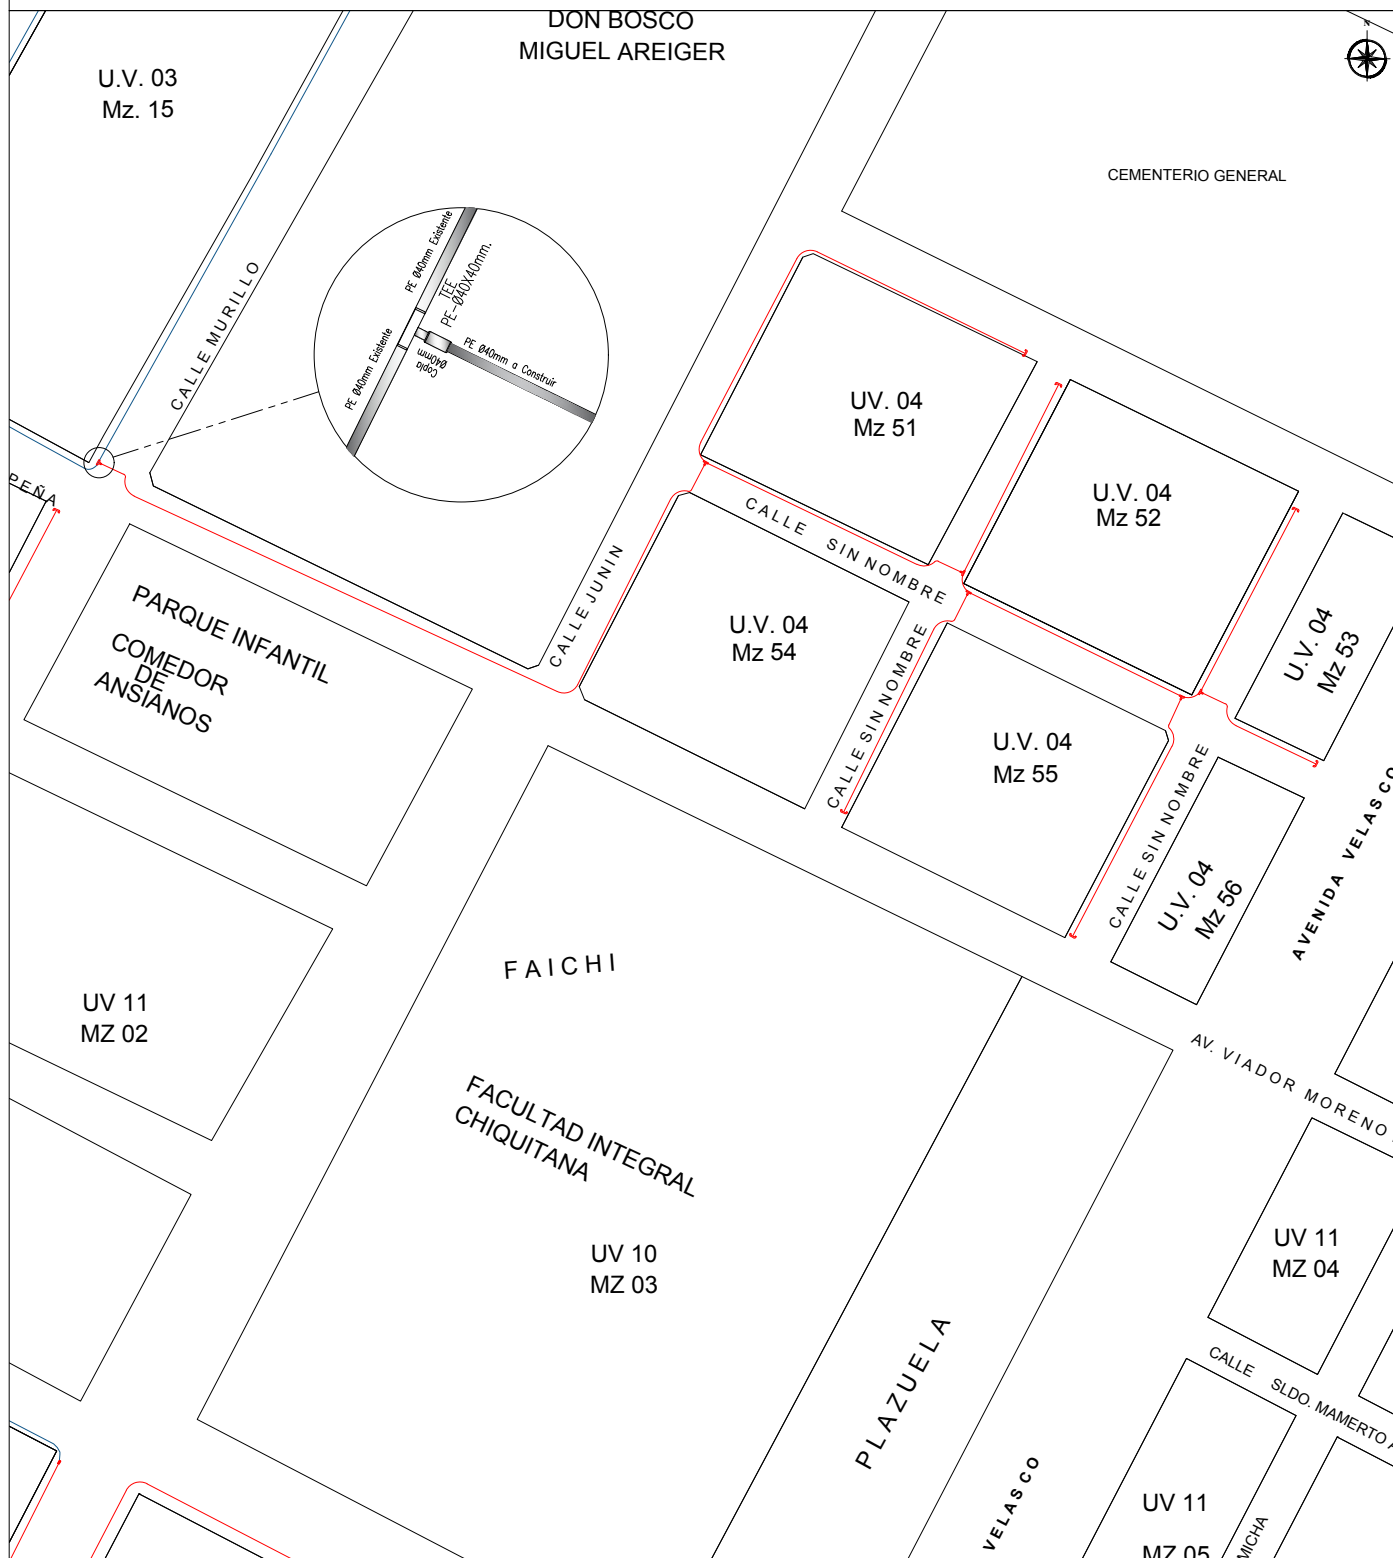 DON BOSCO
MIGUEL AREIGER
N
U.V. 03
Mz. 15
CEMENTERIO GENERAL
CALLE MURILLO
PE Ø40mm Existente
TEE
PE-Ø40X40mm.
PE Ø40mm Existente
Copla
Ø40mm
PE Ø40mm a Construir
UV. 04
Mz 51
U.V. 04
Mz 52
PEÑA
CALLE SIN NOMBRE
CALLE JUNIN
U.V. 04
Mz 53
PARQUE INFANTIL
COMEDOR
DE
ANSIANOS
U.V. 04
Mz 54
CALLE SIN NOMBRE
U.V. 04
Mz 55
CALLE SIN NOMBRE
U.V. 04
Mz 56
AVENIDA VELASCO
FAICHI
UV 11
MZ 02
AV. VIADOR MORENO
FACULTAD INTEGRAL
CHIQUITANA
UV 10
MZ 03
UV 11
MZ 04
PLAZUELA
CALLE SLDO. MAMERTO A
VELASCO
UV 11
MZ 05
MICHA